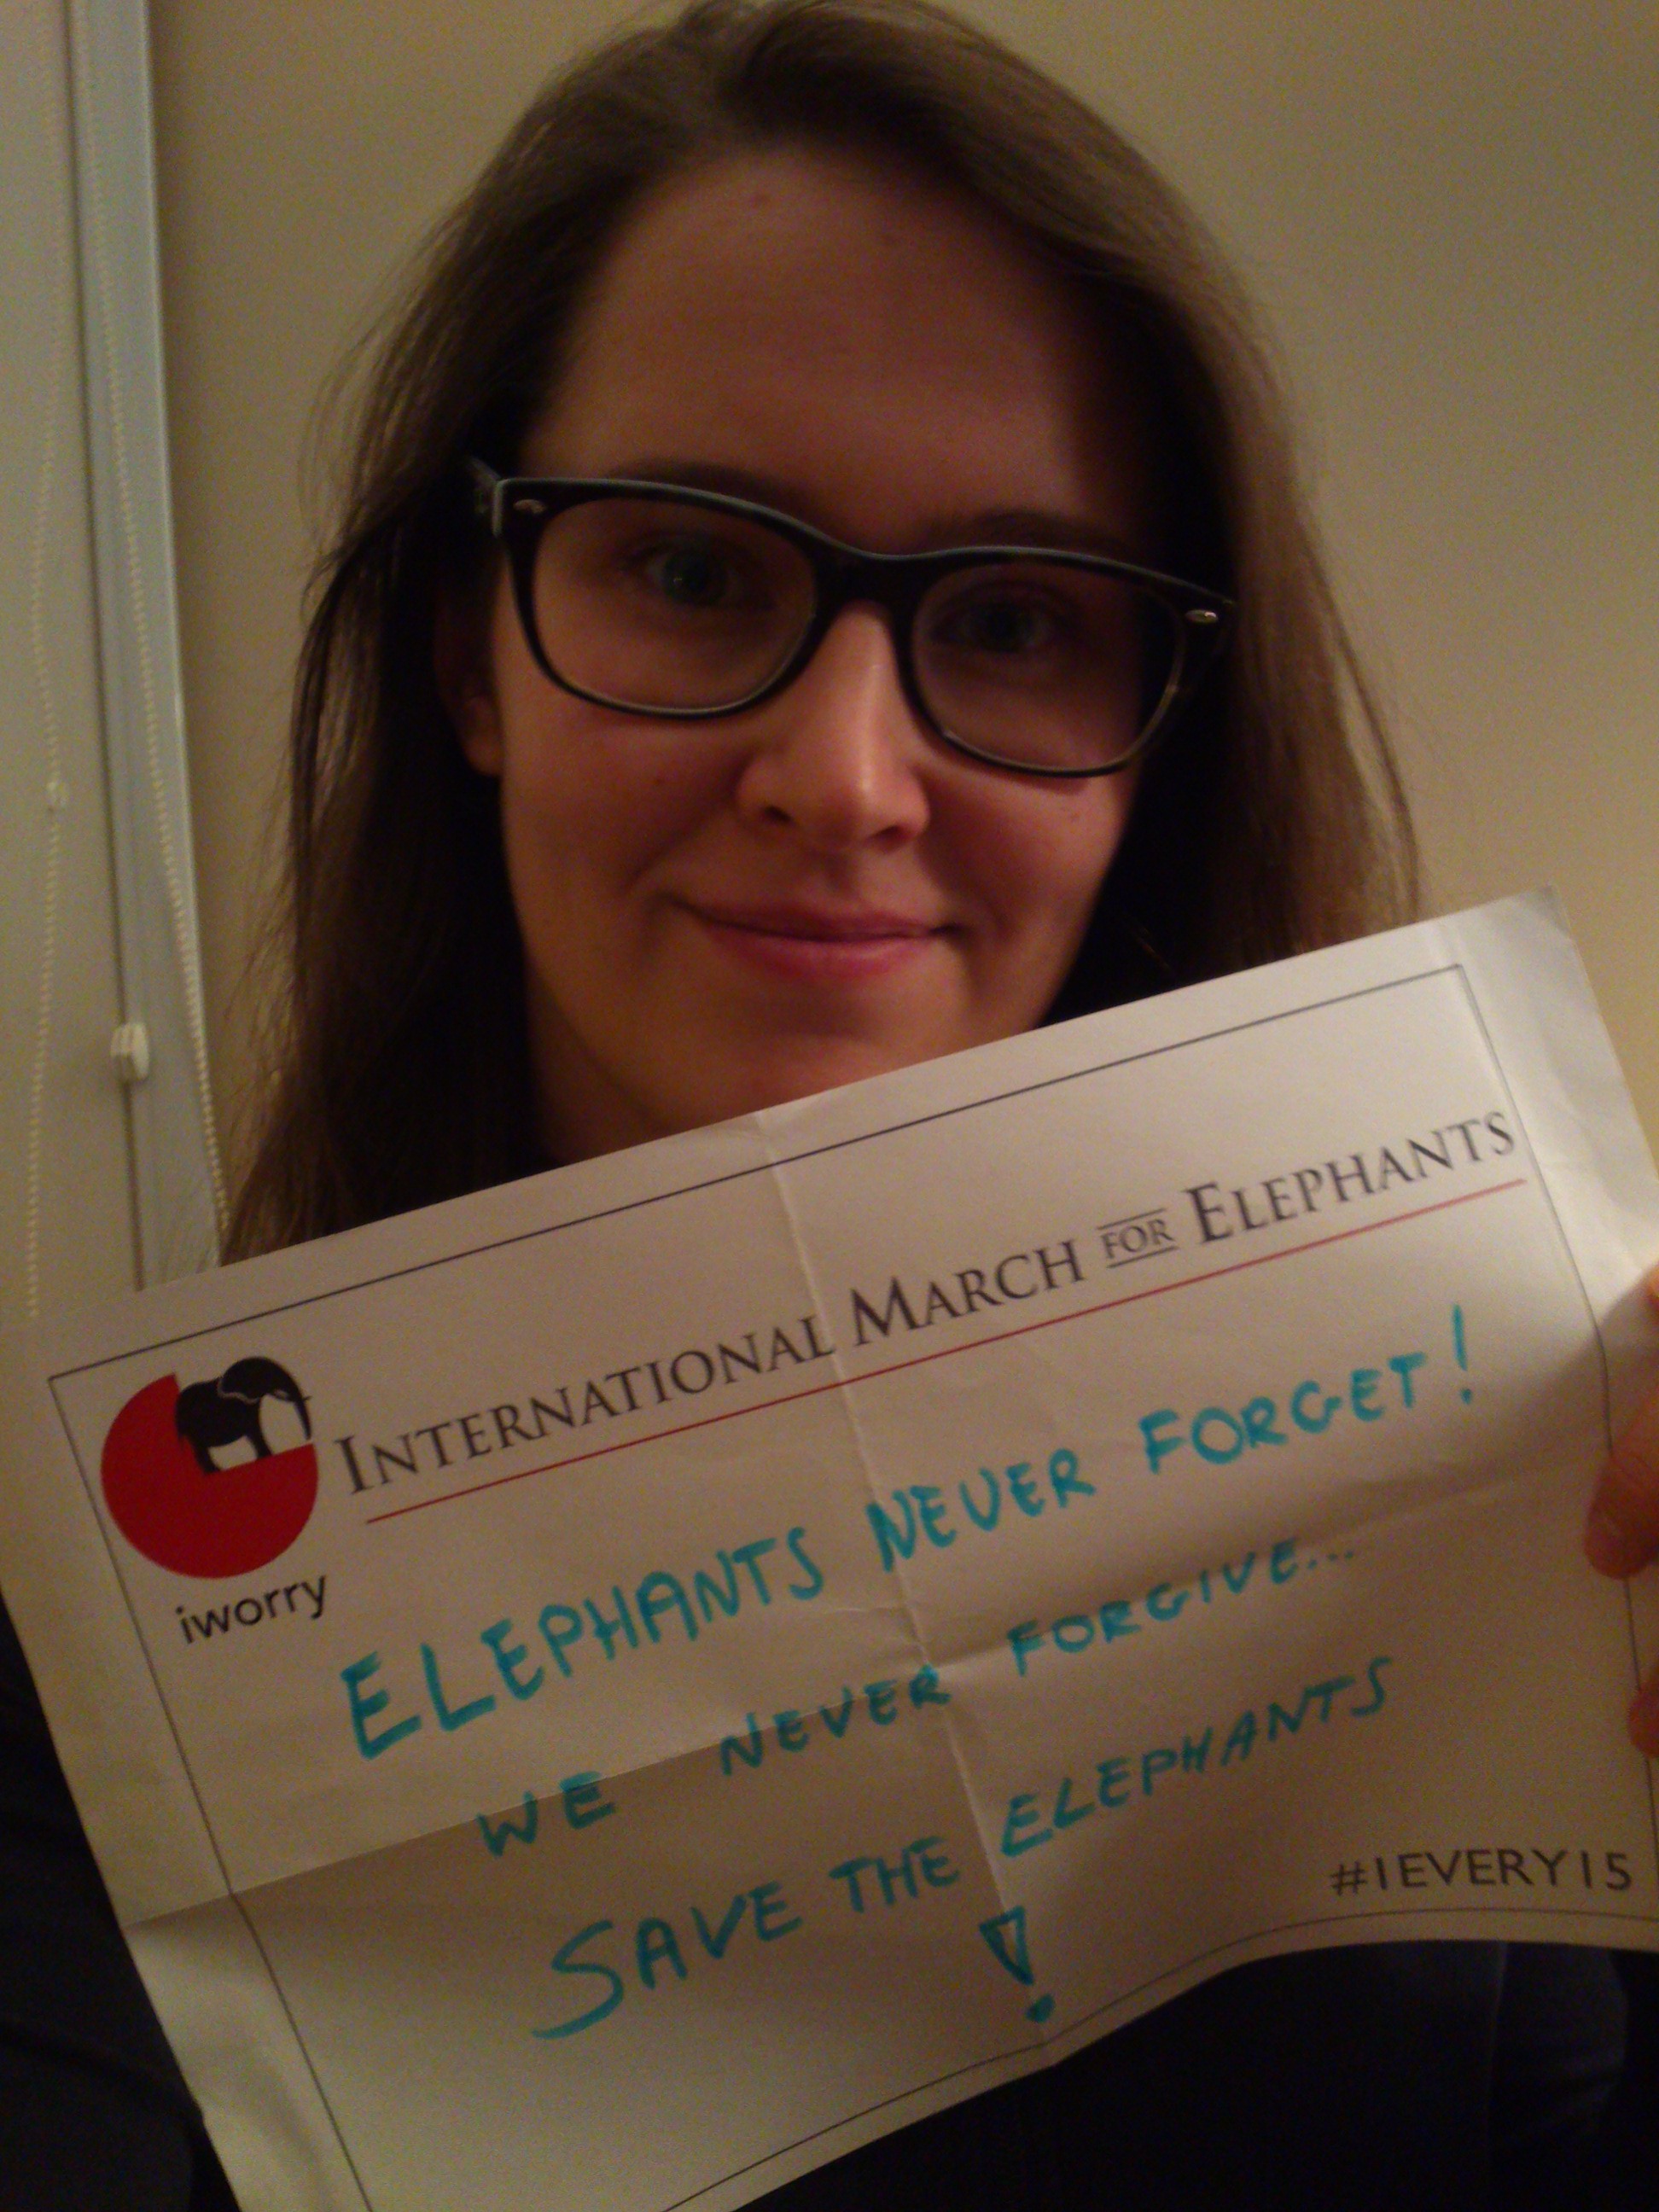 INTERNATIONAL MARCH FOR ELEPHANTS
iworry
ELEPHANTS NEVER FORGET!
WE NEVER FORGIVE...
SAVE THE ELEPHANTS
!
#1EVERY15